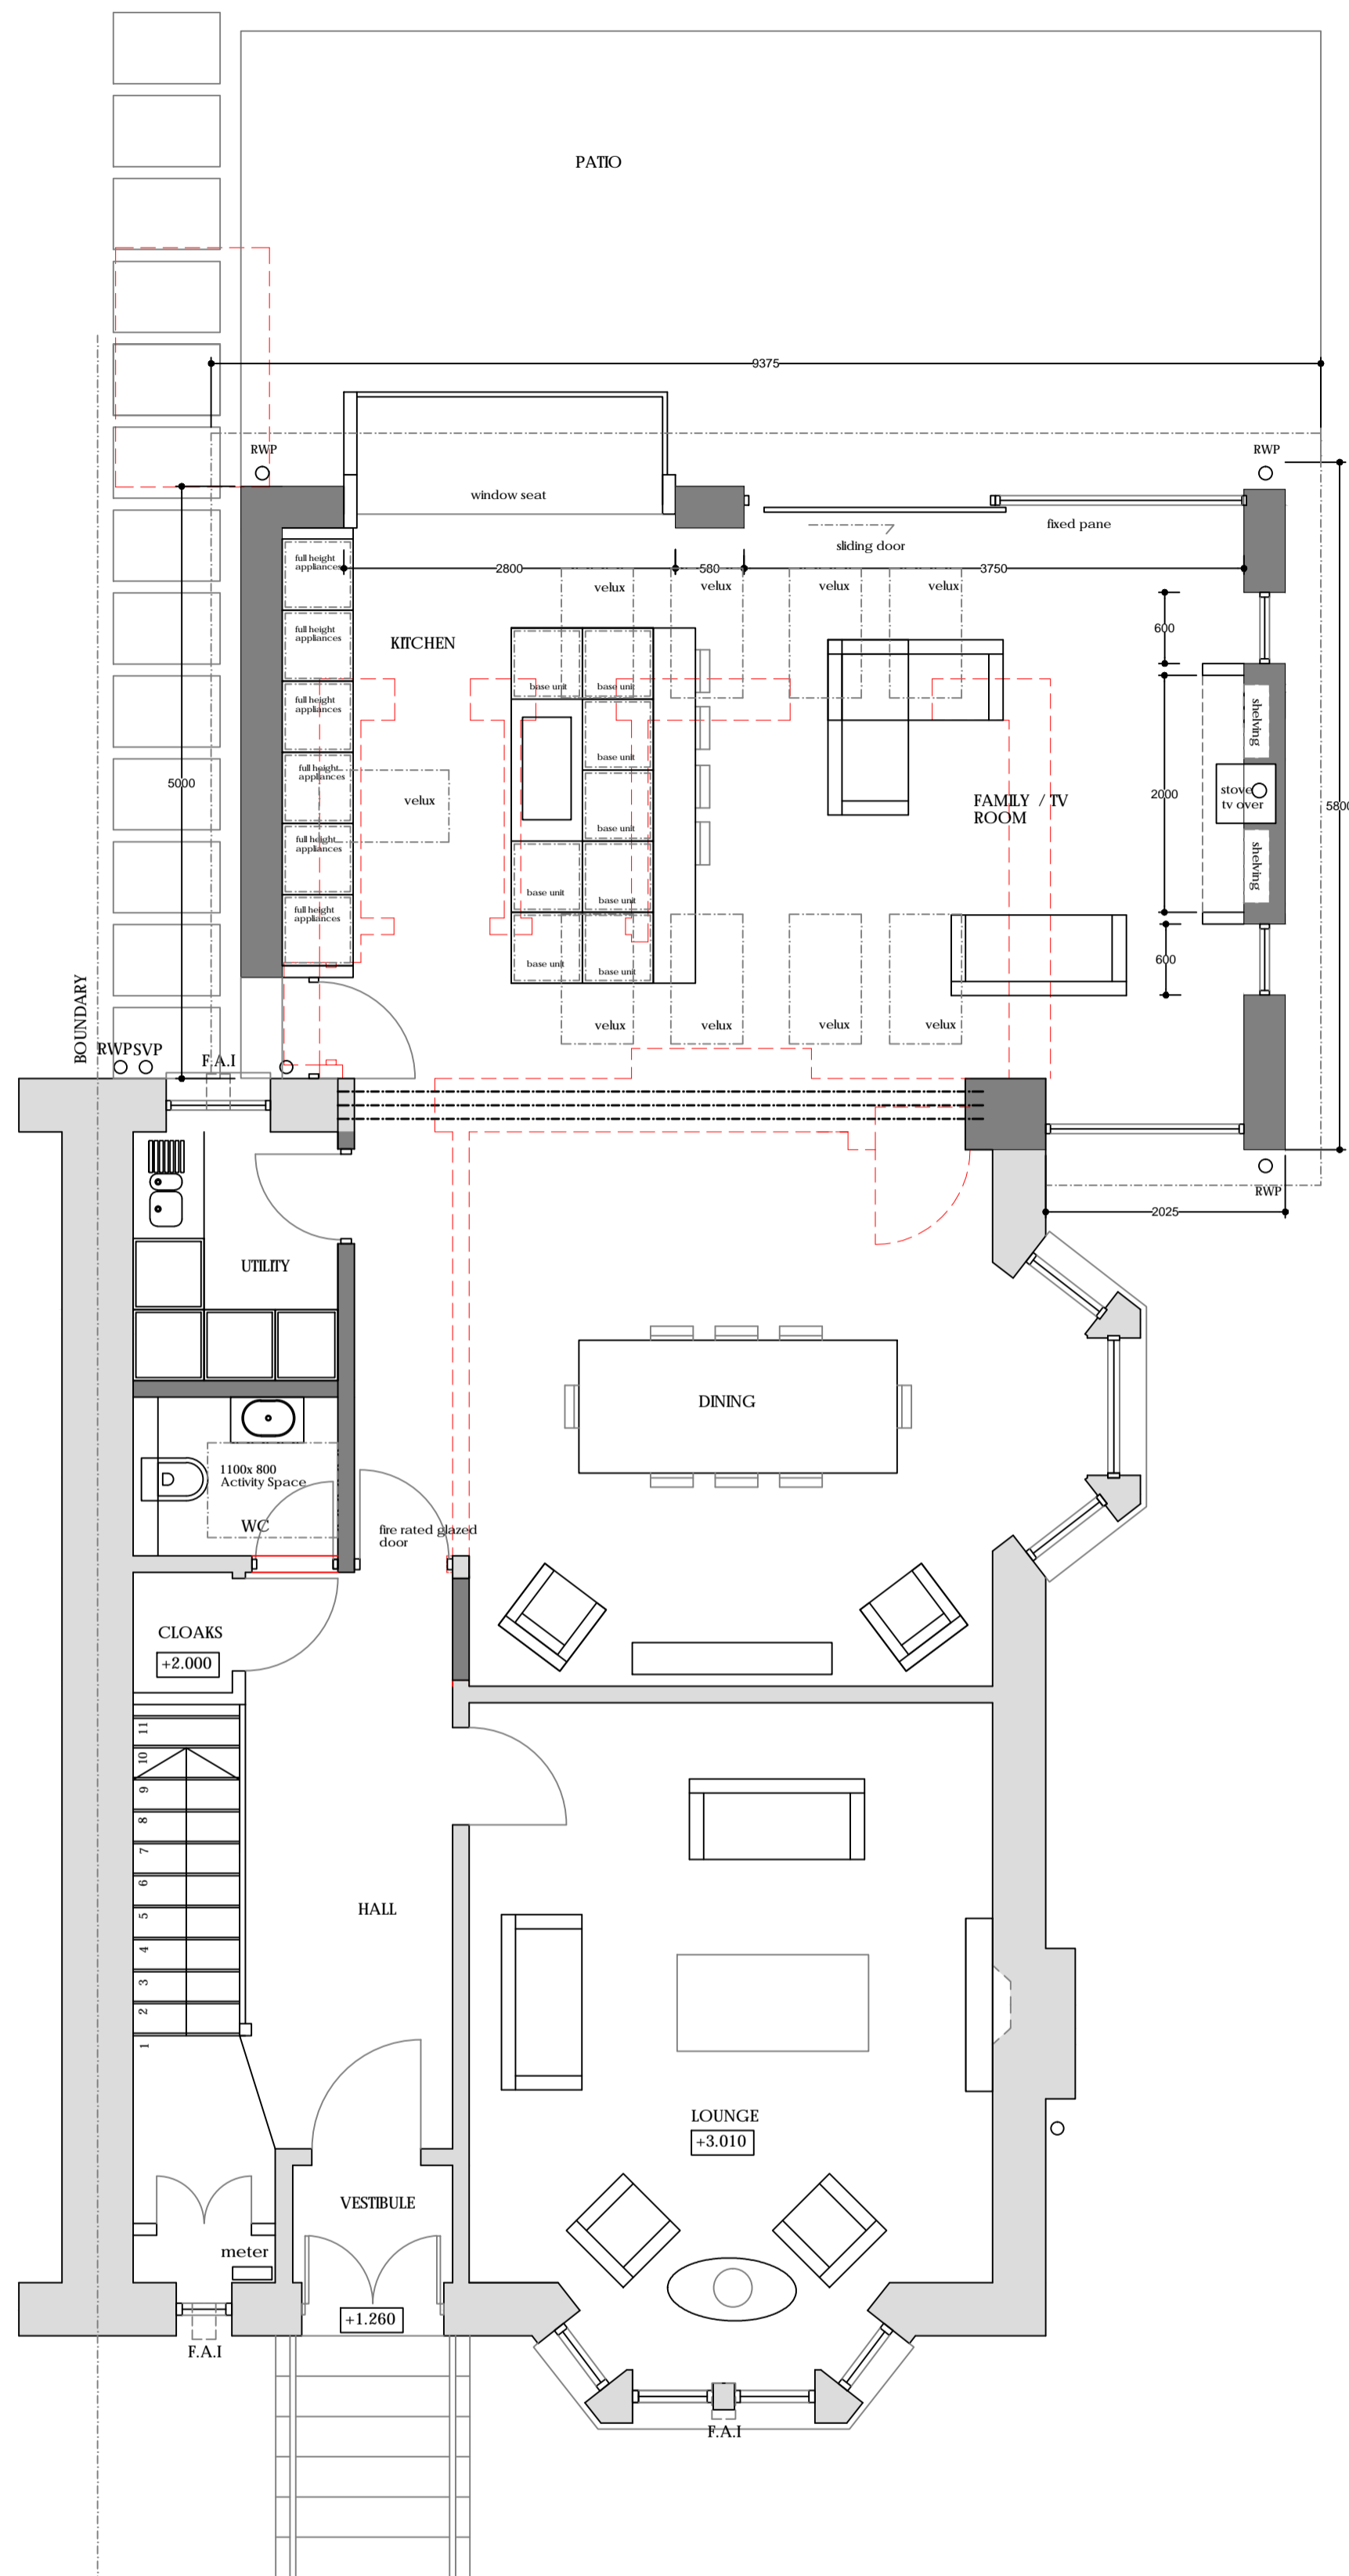 PATIO
9375
RWP
RWP
window seat
fixed pane
sliding door
2800
580
3750
velux
velux
velux
velux
full height
appliances
full height
appliances
full height
appliances
full height
appliances
full height
appliances
full height
appliances
KITCHEN
600
base unit
base unit
base unit
base unit
base unit
base unit
base unit
base unit
shelving
stove
tv over
shelving
2000
5800
5000
velux
FAMILY / TV
ROOM
600
velux
velux
velux
velux
BOUNDARY
RWP
SVP
F.A.I
RWP
2025
UTILITY
DINING
1100x 800
Activity Space
WC
fire rated glazed
door
CLOAKS
+2.000
11
10
9
8
7
6
5
4
3
2
1
HALL
LOUNGE
+3.010
VESTIBULE
meter
+1.260
F.A.I
F.A.I